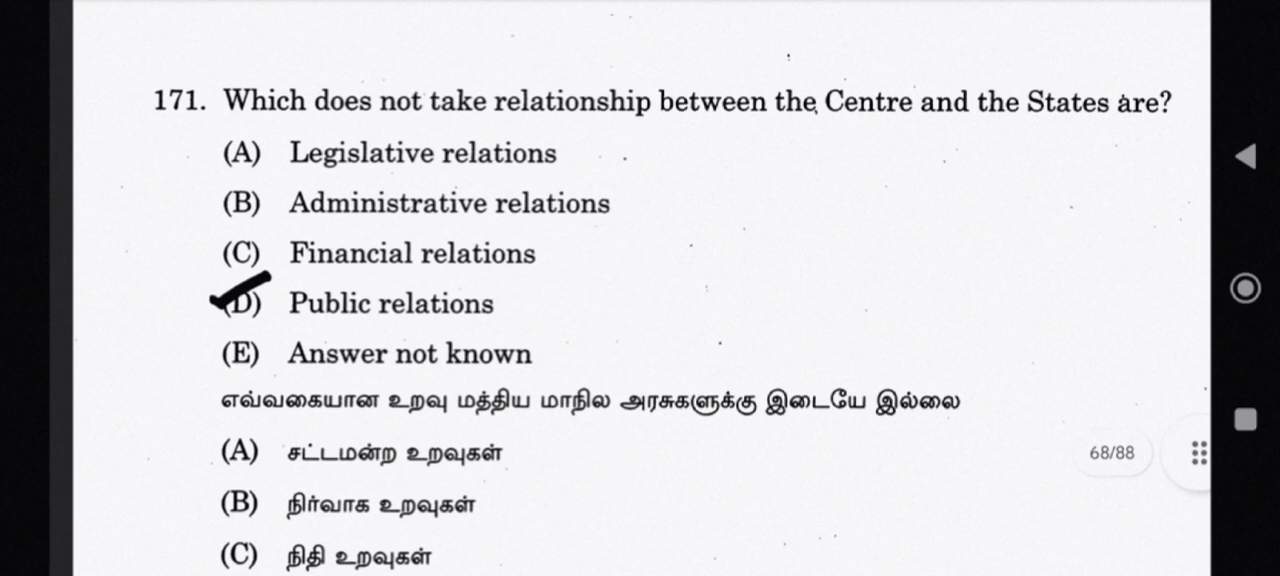 171. Which does not take relationship between the Centre and the States are?
(A) Legislative relations
(B) Administrative relations
(C) Financial relations
(D) Public relations
(E) Answer not known
எவ்வகையான உறவு மத்திய மாநில அரசுகளுக்கு இடையே இல்லை
(A) சட்டமன்ற உறவுகள்
68/88
(B) நிர்வாக உறவுகள்
(C) நிதி உறவுகள்